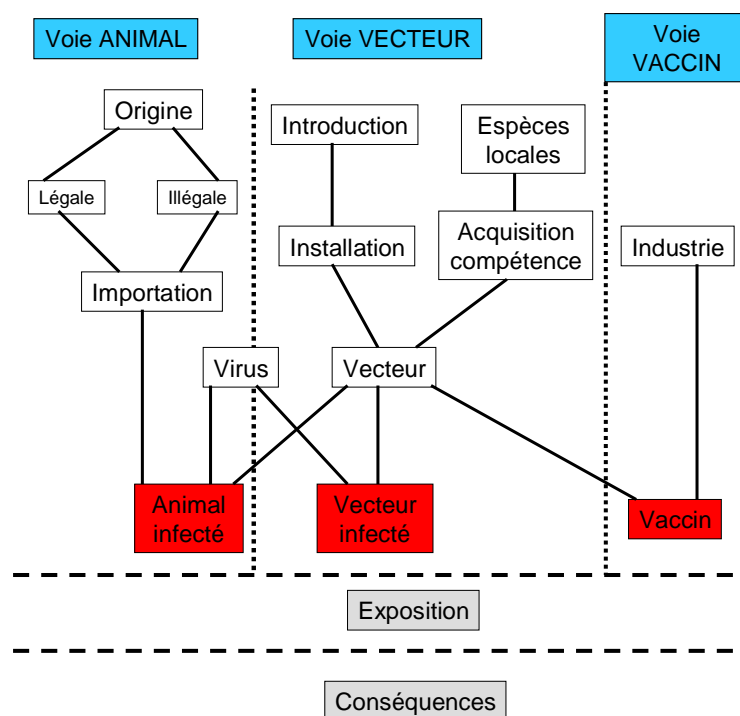 Voie ANIMAL
Voie VECTEUR
Voie
VACCIN
Origine
Introduction
Espèces
locales
Légale
Illégale
Installation
Acquisition
compétence
Industrie
Importation
Virus
Vecteur
Animal
infecté
Vecteur
infecté
Vaccin
Exposition
Conséquences